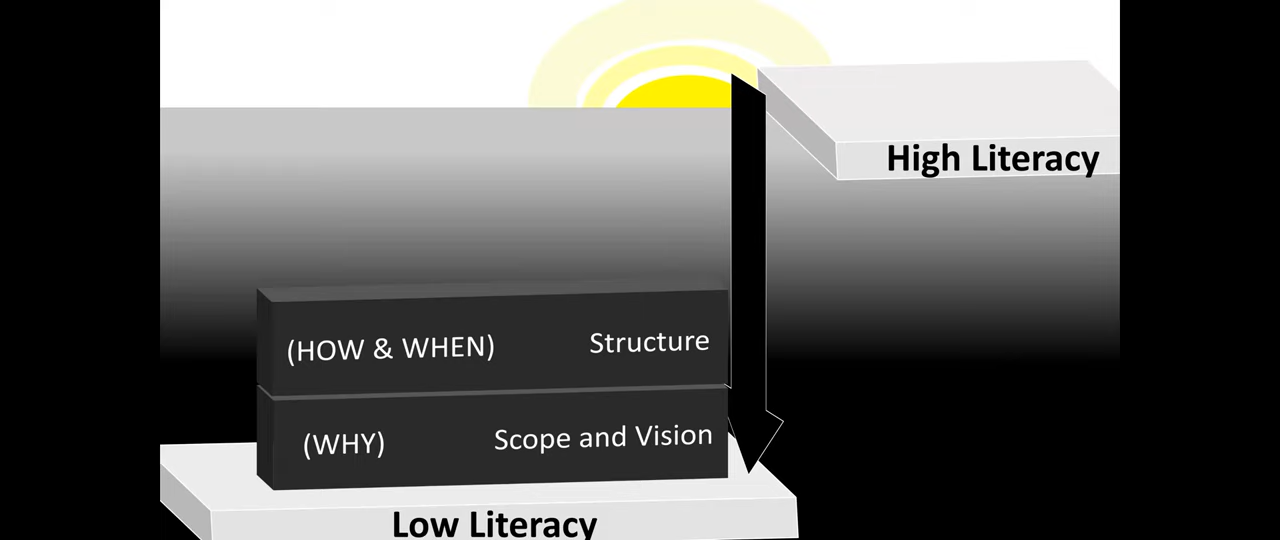 High Literacy
(HOW & WHEN) Structure
(WHY) Scope and Vision
Low Literacy